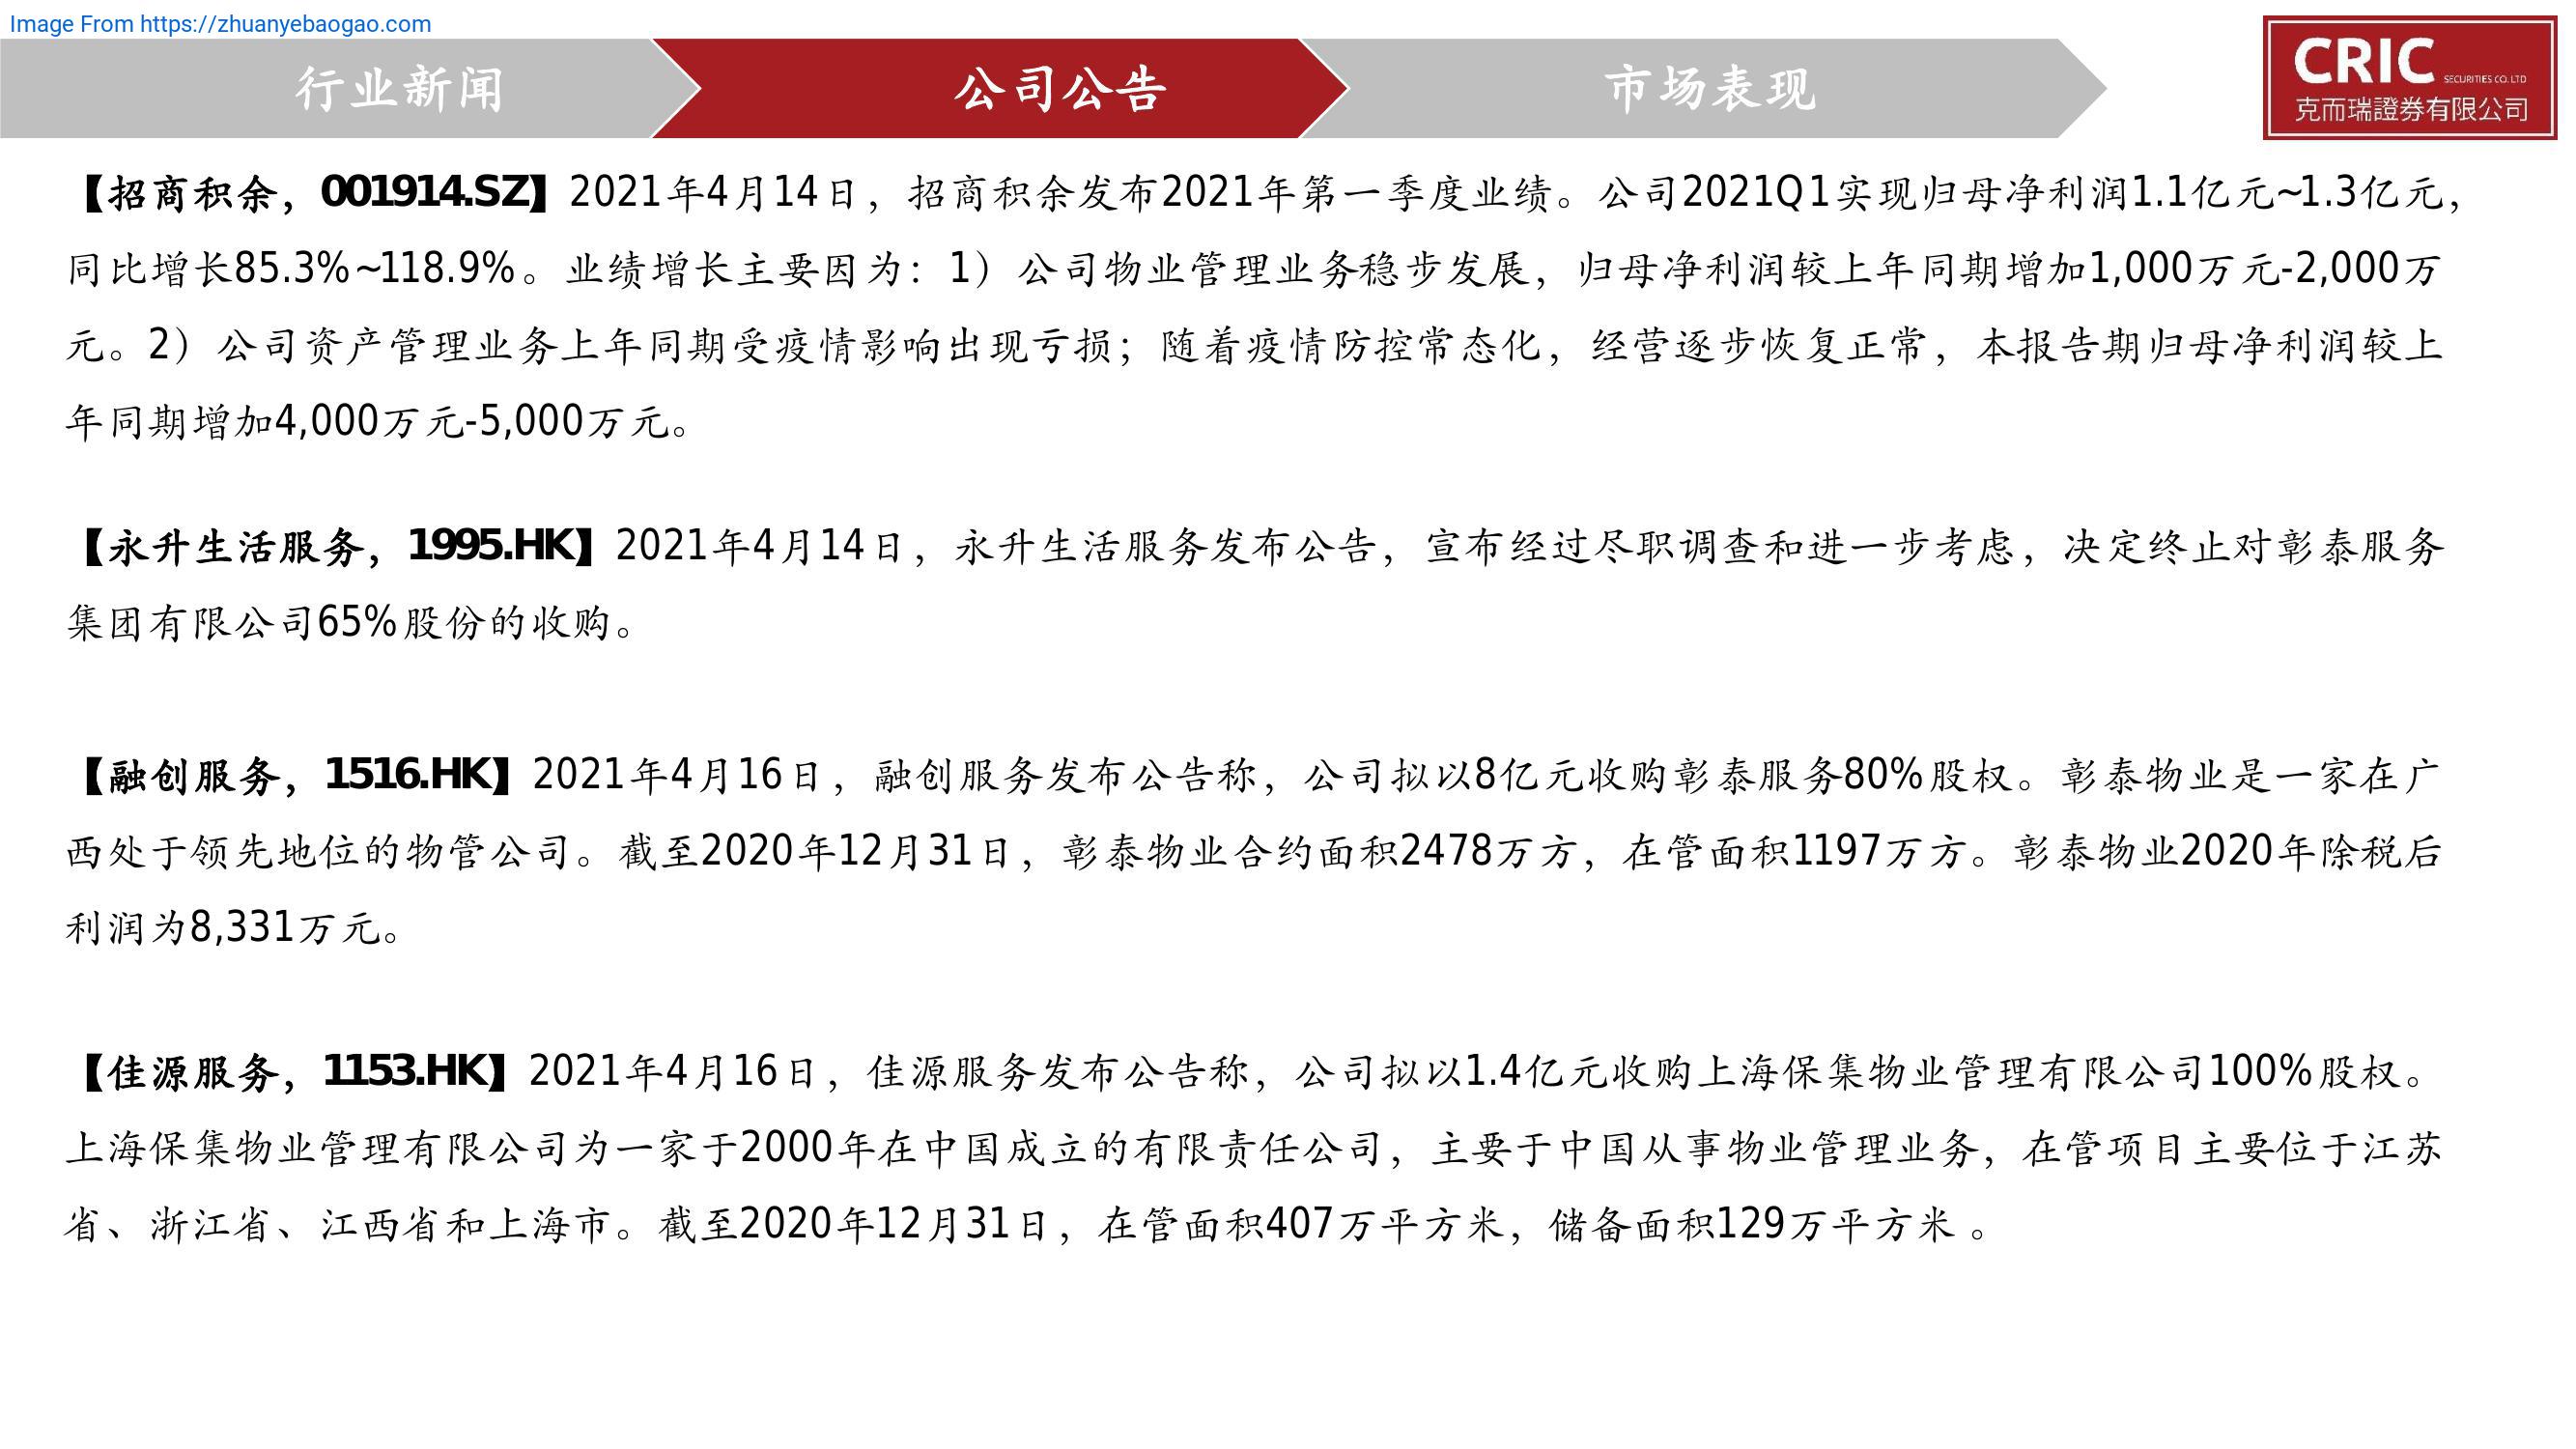 Image From https://zhuanyebaogao.com
行业新闻
公司公告
市场表现
CRIC SECURITIES CO. LTD
克而瑞證券有限公司
【招商积余，001914.SZ】2021年4月14日，招商积余发布2021年第一季度业绩。公司2021Q1实现归母净利润1.1亿元~1.3亿元，
同比增长85.3%~118.9%。业绩增长主要因为：1）公司物业管理业务稳步发展，归母净利润较上年同期增加1,000万元-2,000万
元。2）公司资产管理业务上年同期受疫情影响出现亏损；随着疫情防控常态化，经营逐步恢复正常，本报告期归母净利润较上
年同期增加4,000万元-5,000万元。
【永升生活服务，1995.HK】2021年4月14日，永升生活服务发布公告，宣布经过尽职调查和进一步考虑，决定终止对彰泰服务
集团有限公司65%股份的收购。
【融创服务，1516.HK】2021年4月16日，融创服务发布公告称，公司拟以8亿元收购彰泰服务80%股权。彰泰物业是一家在广
西处于领先地位的物管公司。截至2020年12月31日，彰泰物业合约面积2478万方，在管面积1197万方。彰泰物业2020年除税后
利润为8,331万元。
【佳源服务，1153.HK】2021年4月16日，佳源服务发布公告称，公司拟以1.4亿元收购上海保集物业管理有限公司100%股权。
上海保集物业管理有限公司为一家于2000年在中国成立的有限责任公司，主要于中国从事物业管理业务，在管项目主要位于江苏
省、浙江省、江西省和上海市。截至2020年12月31日，在管面积407万平方米，储备面积129万平方米 。